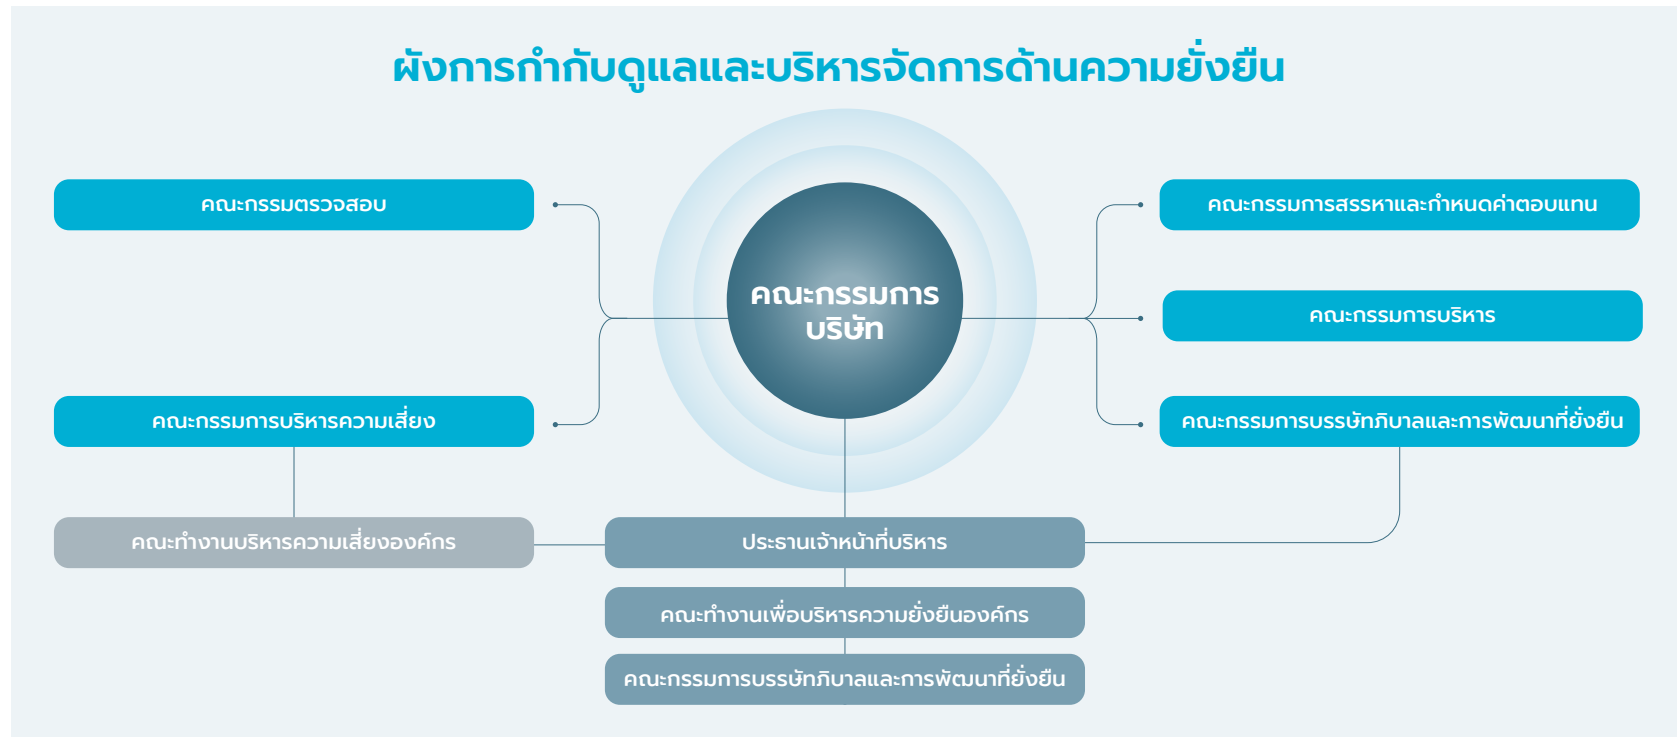 ผังการกำกับดูแลและบริหารจัดการด้านความยั่งยืน
คณะกรรมตรวจสอบ
คณะกรรมการบริหารความเสี่ยง
คณะทำงานบริหารความเสี่ยงองค์กร
คณะกรรมการ
บริษัท
คณะกรรมการสรรหาและกำหนดค่าตอบแทน
คณะกรรมการบริหาร
คณะกรรมการบรรษัทภิบาลและการพัฒนาที่ยั่งยืน
ประธานเจ้าหน้าที่บริหาร
คณะทำงานเพื่อบริหารความยั่งยืนองค์กร
คณะกรรมการบรรษัทภิบาลและการพัฒนาที่ยั่งยืน